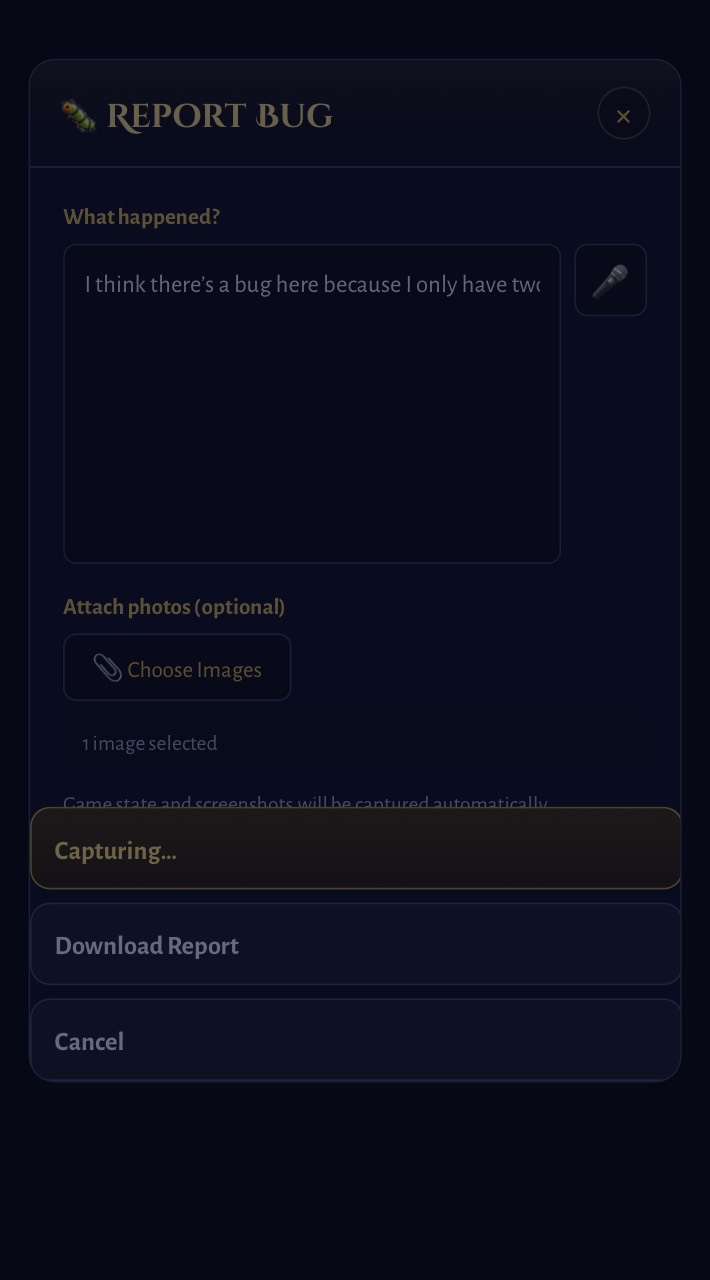 Report Bug
×
What happened?
I think there's a bug here because I only have two
Attach photos (optional)
Choose Images
1 image selected
Game state and screenshots will be captured automatically
Capturing...
Download Report
Cancel